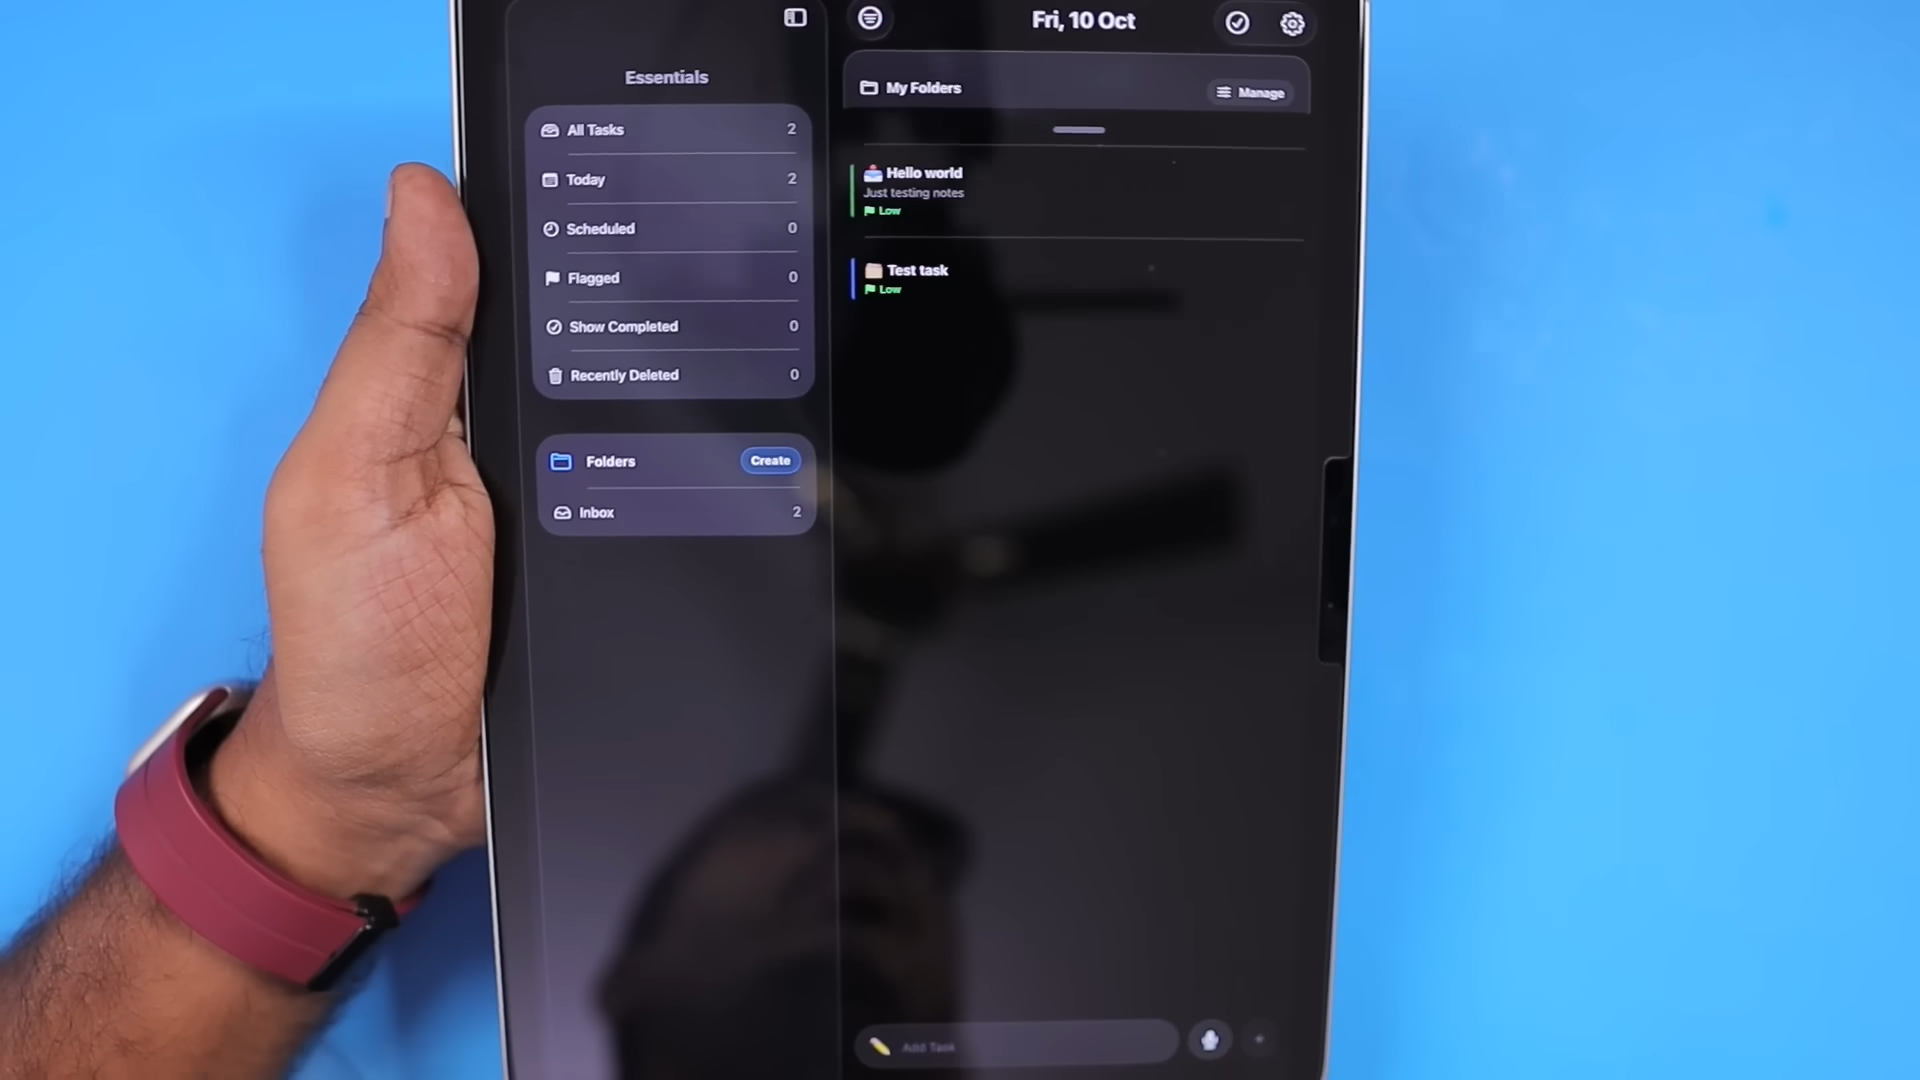 Essentials
All Tasks 2
Today 2
Scheduled 0
Flagged 0
Show Completed 0
Recently Deleted 0
Folders Create
Inbox 2
Fri, 10 Oct
My Folders Manage
Hello world
Just testing notes
Low
Test task
Low
Add Task